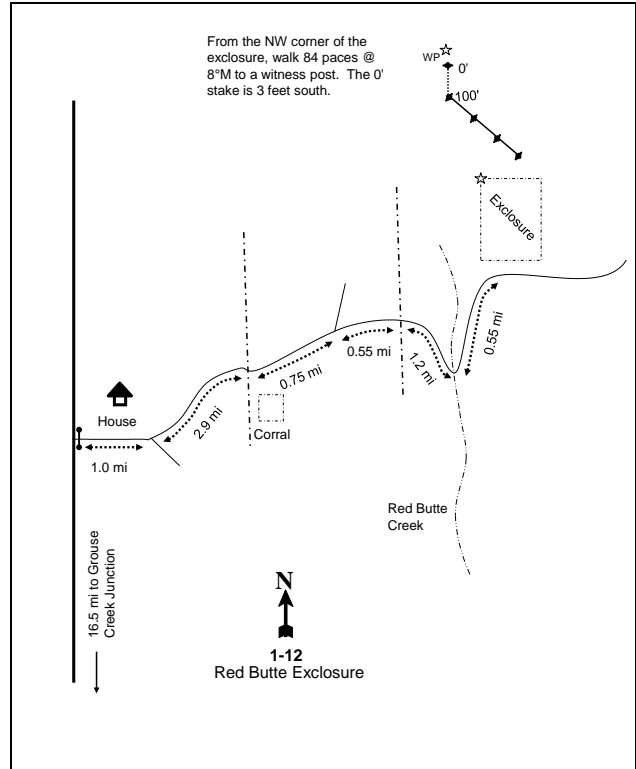 From the NW corner of the
exclosure, walk 84 paces @
8°M to a witness post. The 0'
stake is 3 feet south.
WP
0'
100'
Exclosure
0.55 mi
1.2 mi
0.55 mi
0.75 mi
2.9 mi
House
Corral
1.0 mi
Red Butte
Creek
16.5 mi to Grouse
Creek Junction
N
1-12
Red Butte Exclosure